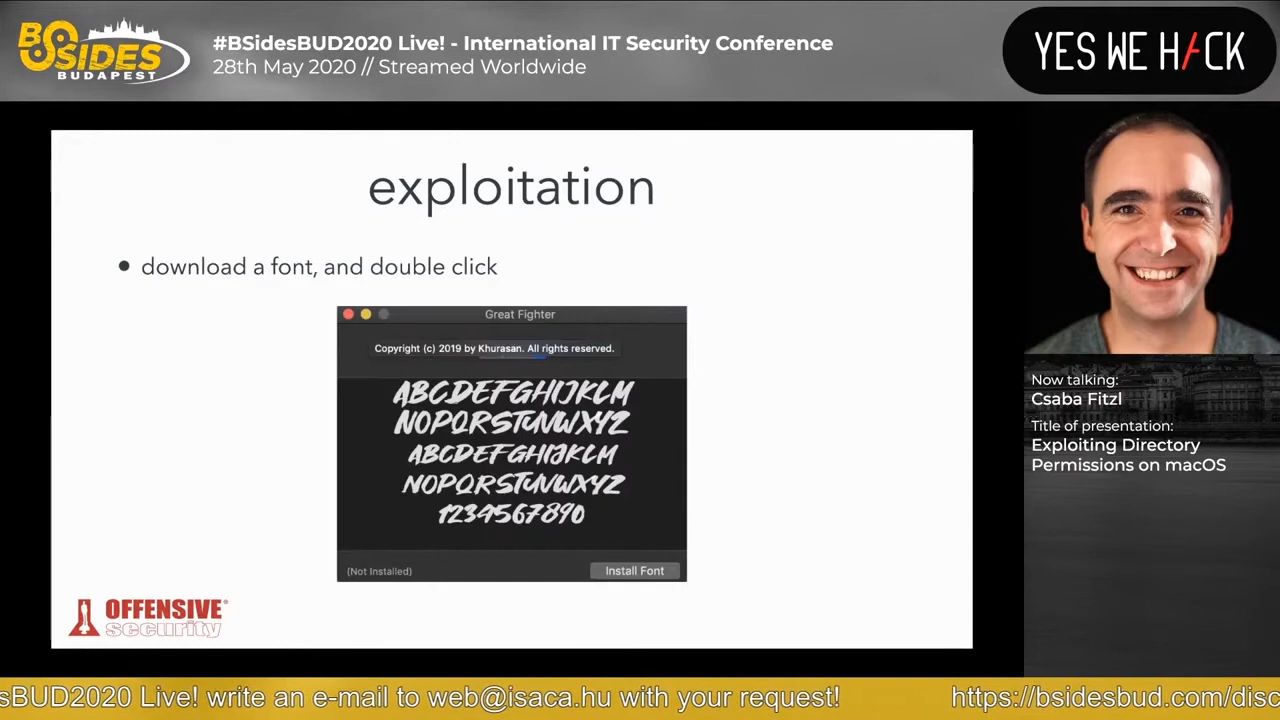 BSIDES
BUDAPEST
#BSidesBUD2020 Live! - International IT Security Conference
28th May 2020 // Streamed Worldwide
YES WE H/CK
exploitation
• download a font, and double click
Great Fighter
Copyright (c) 2019 by Khurasan. All rights reserved.
ABCDEFGHIJKLM
NOPQRSTUVWXYZ
ABCDEFGHIJKLM
NOPQRSTUVWXYZ
1234567890
(Not Installed)
Install Font
OFFENSIVE®
security
Now talking:
Csaba Fitzl
Title of presentation:
Exploiting Directory
Permissions on macOS
sBUD2020 Live! write an e-mail to web@isaca.hu with your request!
https://bsidesbud.com/disc